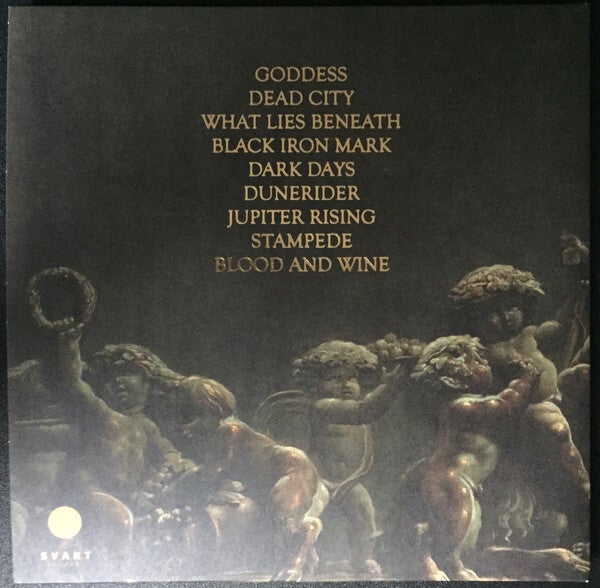 GODDESS
DEAD CITY
WHAT LIES BENEATH
BLACK IRON MARK
DARK DAYS
DUNERIDER
JUPITER RISING
STAMPEDE
BLOOD AND WINE
SVART